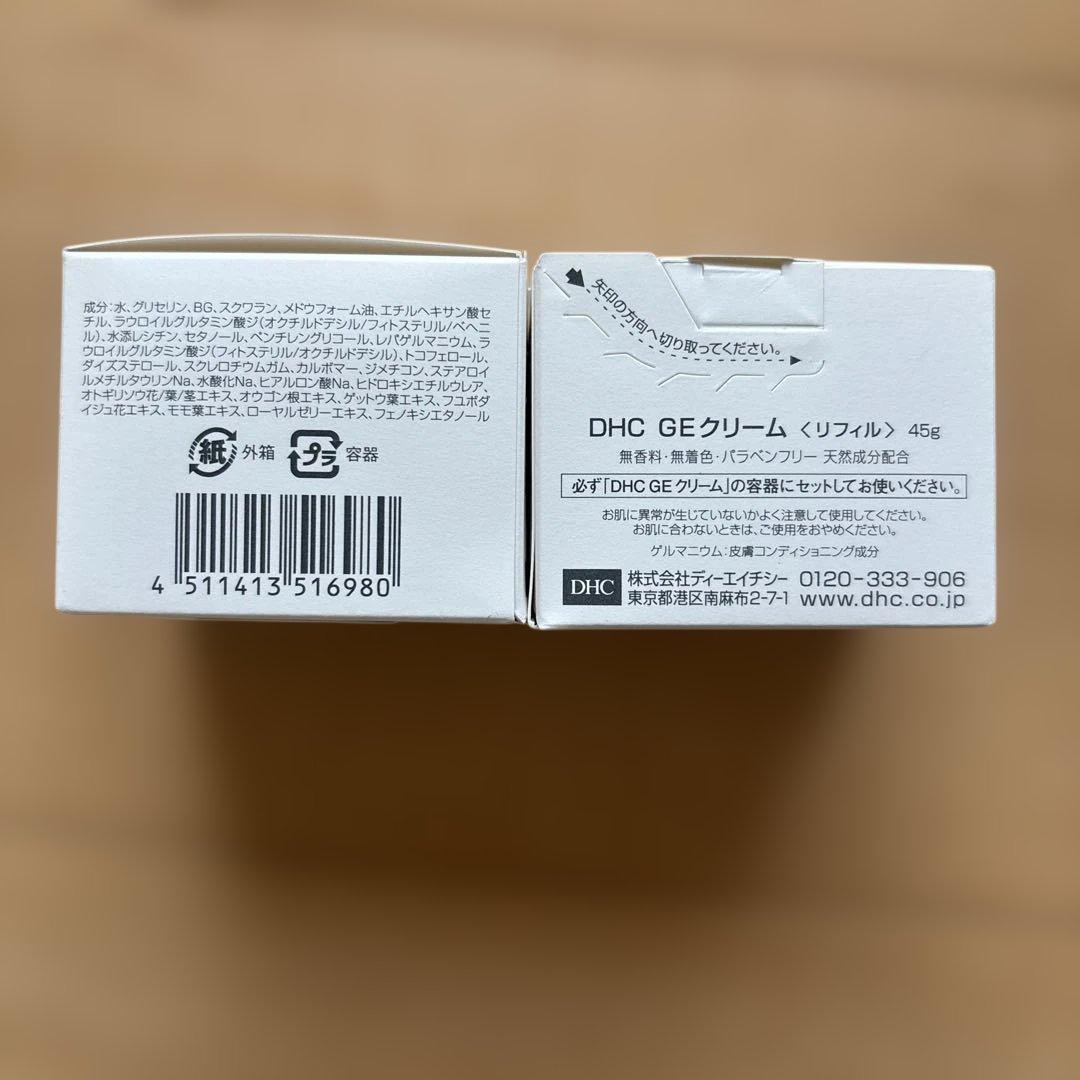 成分:水、グリセリン、BG、スクワラン、メドウフォーム油、エチルヘキサン酸セ
チル、ラウロイルグルタミン酸ジ(オクチルドデシル/フィトステリル/ベヘニ
ル)、水添レシチン、セタノール、ペンチレングリコール、レパゲルマニウム、ラ
ウロイルグルタミン酸ジ(フィトステリル/オクチルドデシル)、トコフェロール、
ダイズステロール、スクレロチウムガム、カルボマー、ジメチコン、ステアロイ
ルメチルタウリンNa、水酸化Na、ヒアルロン酸Na、ヒドロキシエチルウレア、
オトギリソウ花/葉/茎エキス、オウゴン根エキス、ゲットウ葉エキス、フユボダ
イジュ花エキス、モモ葉エキス、ローヤルゼリーエキス、フェノキシエタノール
紙 外箱 プラ 容器
4 511413 516980
矢印の方向へ切り取ってください。
DHC GEクリーム〈リフィル〉 45g
無香料・無着色・パラベンフリー 天然成分配合
必ず「DHC GEクリーム」の容器にセットしてお使いください。
お肌に異常が生じていないかよく注意して使用してください。
お肌に合わないときは、ご使用をおやめください。
ゲルマニウム:皮膚コンディショニング成分
DHC 株式会社ディーエイチシー 0120-333-906
東京都港区南麻布2-7-1 www.dhc.co.jp